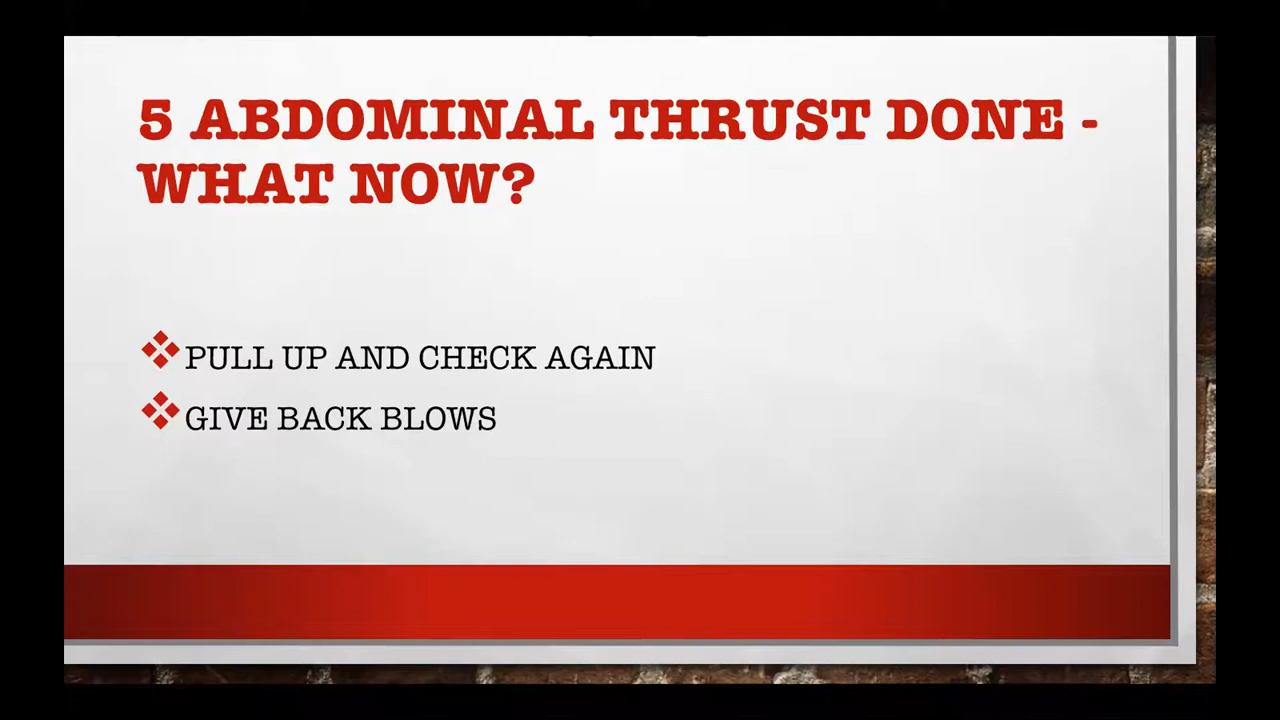 5 ABDOMINAL THRUST DONE -
WHAT NOW?
PULL UP AND CHECK AGAIN
GIVE BACK BLOWS